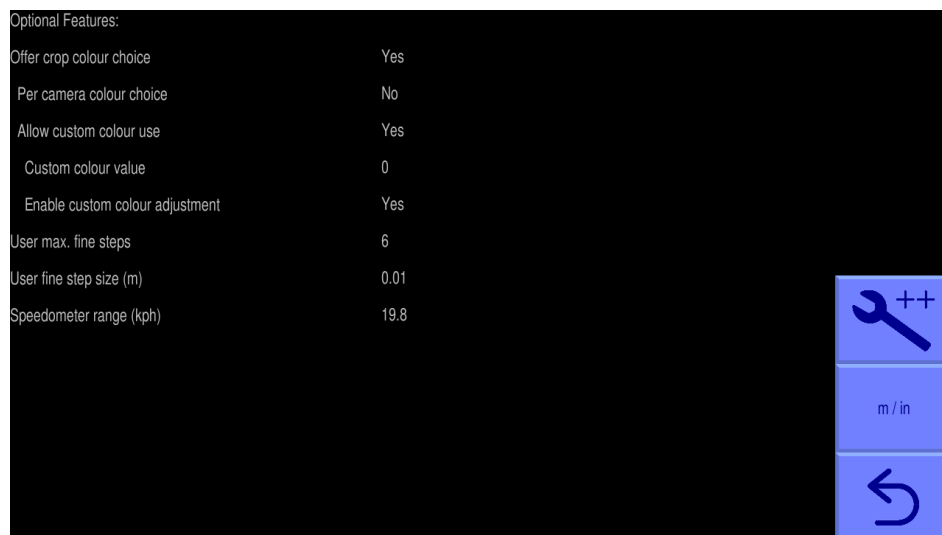 Optional Features:
Offer crop colour choice Yes
Per camera colour choice No
Allow custom colour use Yes
Custom colour value 0
Enable custom colour adjustment Yes
User max. fine steps 6
User fine step size (m) 0.01
Speedometer range (kph) 19.8
++
m / in